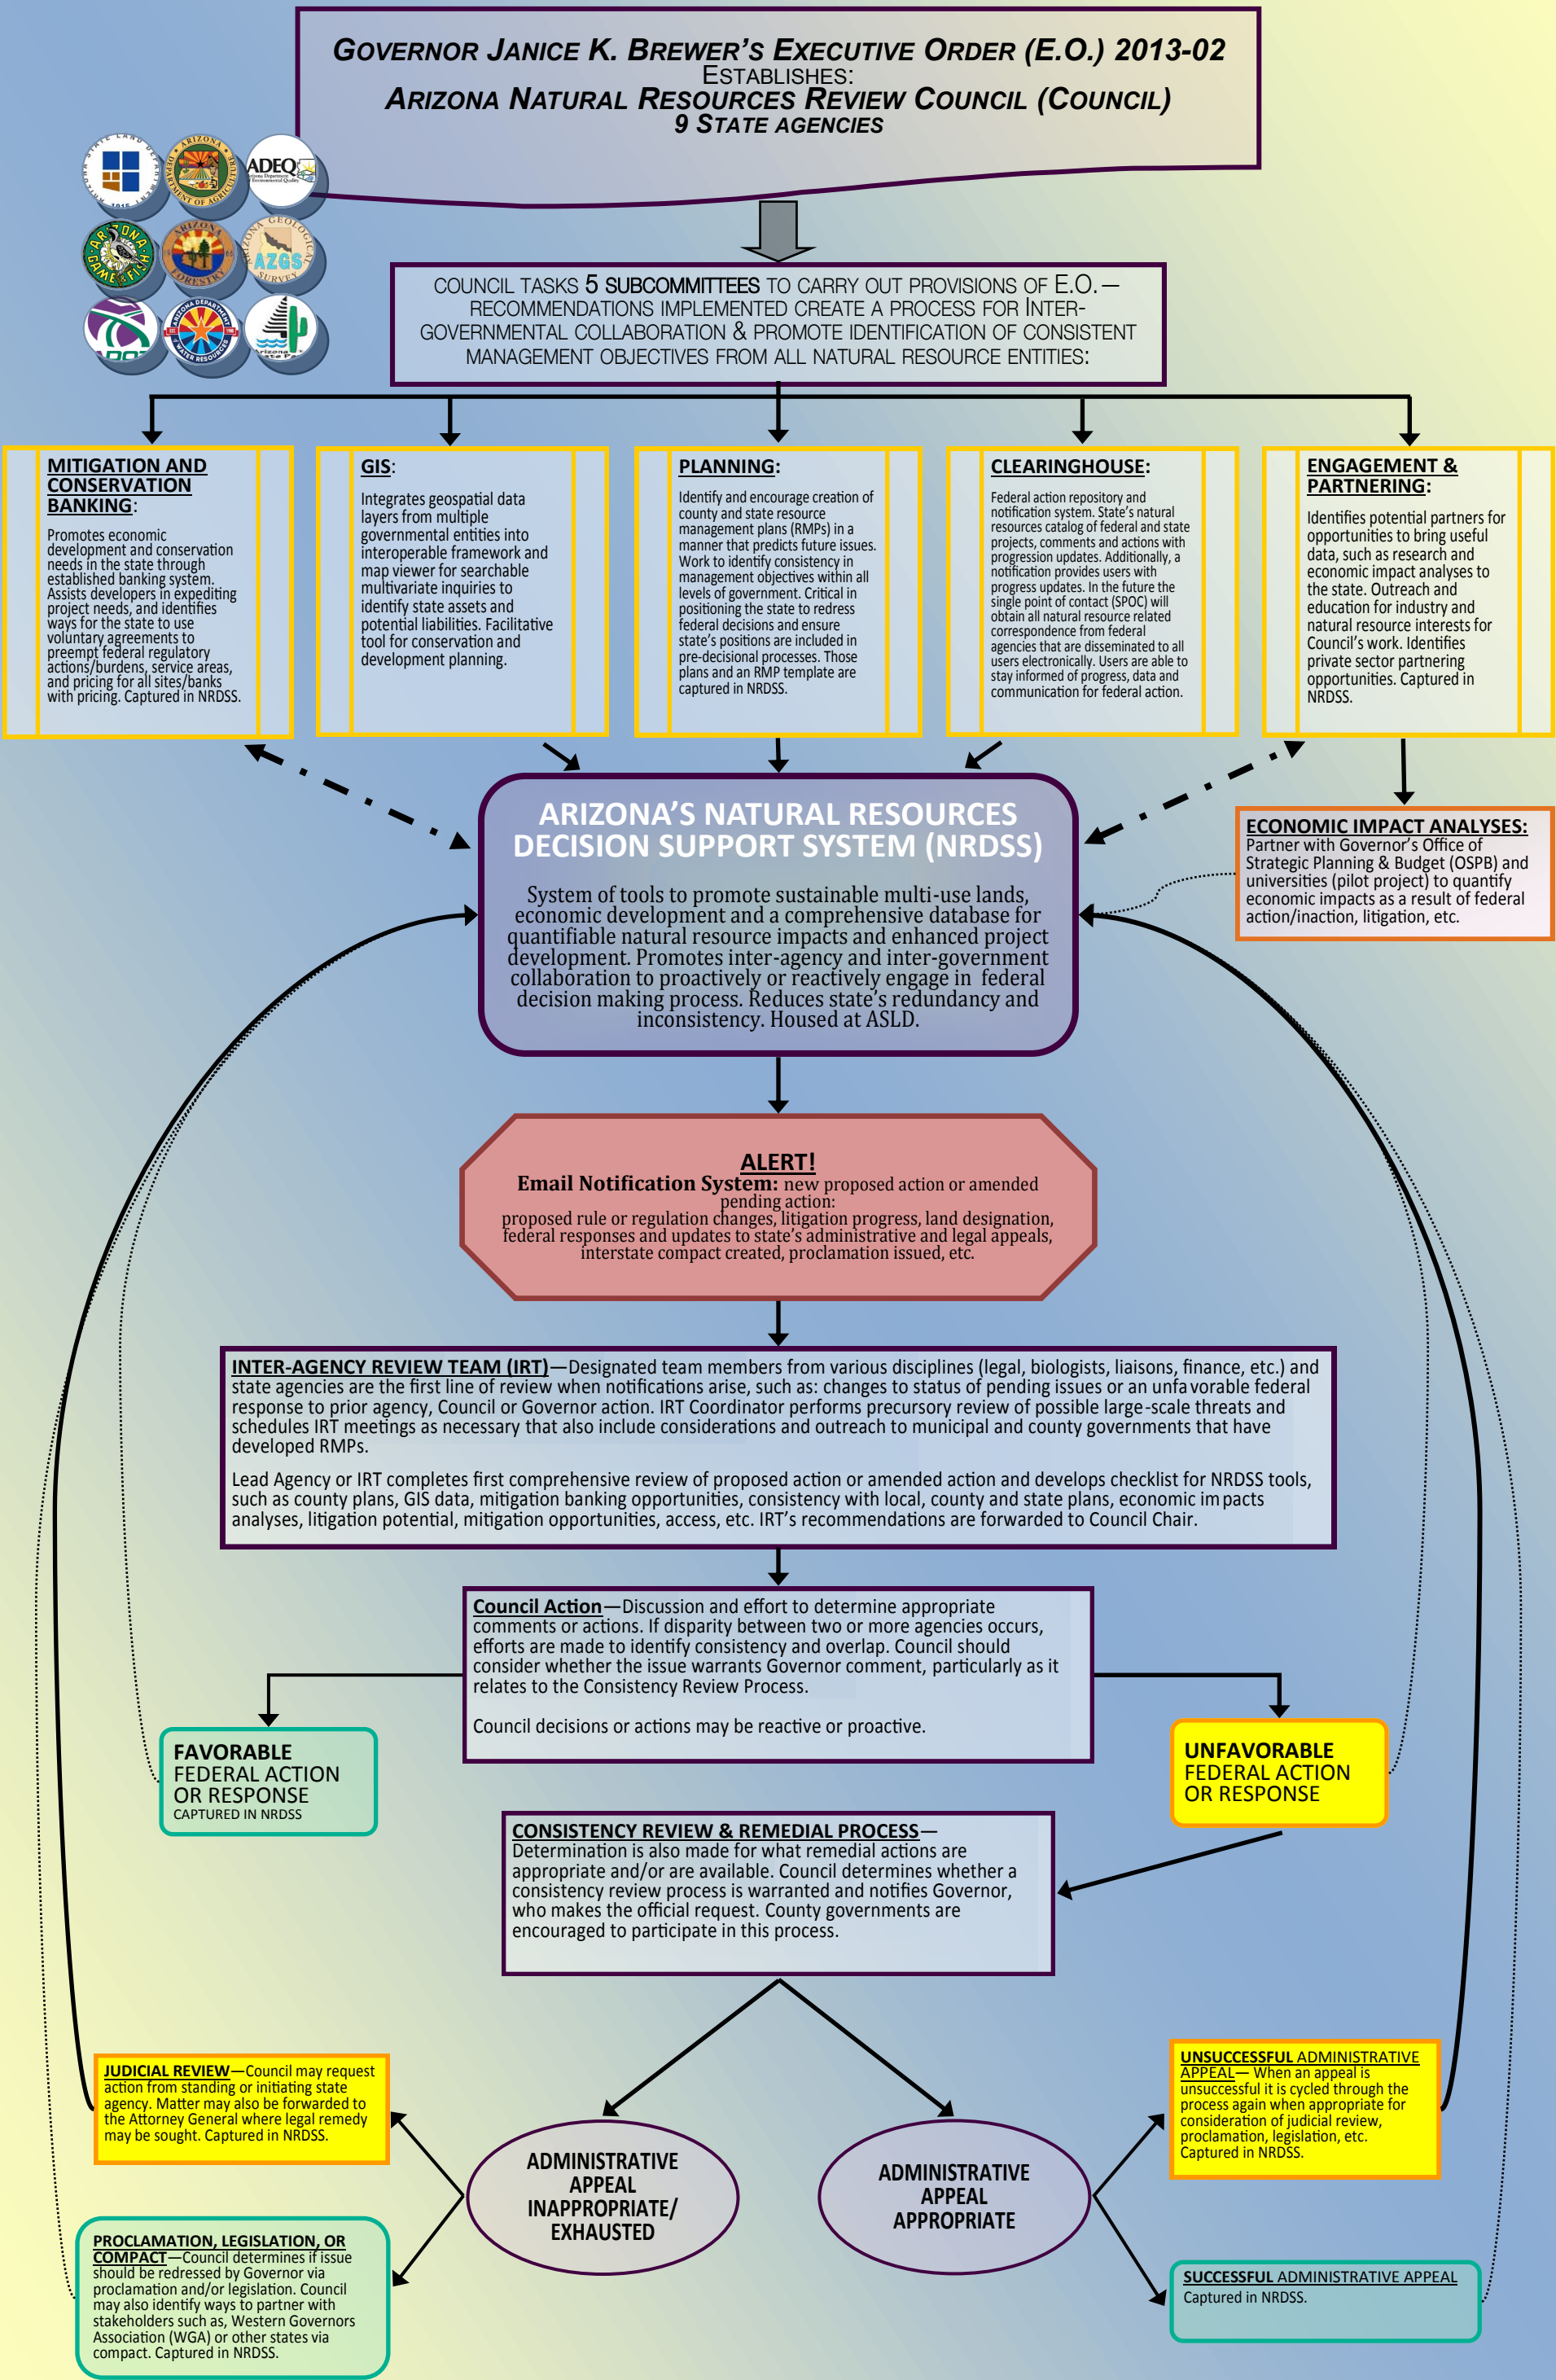 GOVERNOR JANICE K. BREWER'S EXECUTIVE ORDER (E.O.) 2013-02
ESTABLISHES:
ARIZONA NATURAL RESOURCES REVIEW COUNCIL (COUNCIL)
9 STATE AGENCIES
ADEQ
ARIZONA
DEPARTMENT OF AGRICULTURE
ARIZONA
GAME & FISH
ARIZONA
FORESTRY
ARIZONA GEOLOGICAL
AZGS
SURVEY
ARIZONA DEPARTMENT
OF WATER RESOURCES
COUNCIL TASKS 5 SUBCOMMITTEES TO CARRY OUT PROVISIONS OF E.O.—
RECOMMENDATIONS IMPLEMENTED CREATE A PROCESS FOR INTER-
GOVERNMENTAL COLLABORATION & PROMOTE IDENTIFICATION OF CONSISTENT
MANAGEMENT OBJECTIVES FROM ALL NATURAL RESOURCE ENTITIES:
MITIGATION AND
CONSERVATION
BANKING:
Promotes economic
development and conservation
needs in the state through
established banking system.
Assists developers in expediting
project needs, and identifies
ways for the state to use
voluntary agreements to
preempt federal regulatory
actions/burdens, service areas,
and pricing for all sites/banks
with pricing. Captured in NRDSS.
GIS:
Integrates geospatial data
layers from multiple
governmental entities into
interoperable framework and
map viewer for searchable
multivariate inquiries to
identify state assets and
potential liabilities. Facilitative
tool for conservation and
development planning.
PLANNING:
Identify and encourage creation of
county and state resource
management plans (RMPs) in a
manner that predicts future issues.
Work to identify consistency in
management objectives within all
levels of government. Critical in
positioning the state to redress
federal decisions and ensure
state's positions are included in
pre-decisional processes. Those
plans and an RMP template are
captured in NRDSS.
CLEARINGHOUSE:
Federal action repository and
notification system. State's natural
resources catalog of federal and state
projects, comments and actions with
progression updates. Additionally, a
notification provides users with
progress updates. In the future the
single point of contact (SPOC) will
obtain all natural resource related
correspondence from federal
agencies that are disseminated to all
users electronically. Users are able to
stay informed of progress, data and
communication for federal action.
ENGAGEMENT &
PARTNERING:
Identifies potential partners for
opportunities to bring useful
data, such as research and
economic impact analyses to
the state. Outreach and
education for industry and
natural resource interests for
Council's work. Identifies
private sector partnering
opportunities. Captured in
NRDSS.
ARIZONA'S NATURAL RESOURCES
DECISION SUPPORT SYSTEM (NRDSS)
System of tools to promote sustainable multi-use lands,
economic development and a comprehensive database for
quantifiable natural resource impacts and enhanced project
development. Promotes inter-agency and inter-government
collaboration to proactively or reactively engage in federal
decision making process. Reduces state's redundancy and
inconsistency. Housed at ASLD.
ECONOMIC IMPACT ANALYSES:
Partner with Governor's Office of
Strategic Planning & Budget (OSPB) and
universities (pilot project) to quantify
economic impacts as a result of federal
action/inaction, litigation, etc.
ALERT!
Email Notification System: new proposed action or amended
pending action:
proposed rule or regulation changes, litigation progress, land designation,
federal responses and updates to state's administrative and legal appeals,
interstate compact created, proclamation issued, etc.
INTER-AGENCY REVIEW TEAM (IRT)—Designated team members from various disciplines (legal, biologists, liaisons, finance, etc.) and
state agencies are the first line of review when notifications arise, such as: changes to status of pending issues or an unfavorable federal
response to prior agency, Council or Governor action. IRT Coordinator performs precursory review of possible large-scale threats and
schedules IRT meetings as necessary that also include considerations and outreach to municipal and county governments that have
developed RMPs.
Lead Agency or IRT completes first comprehensive review of proposed action or amended action and develops checklist for NRDSS tools,
such as county plans, GIS data, mitigation banking opportunities, consistency with local, county and state plans, economic impacts
analyses, litigation potential, mitigation opportunities, access, etc. IRT's recommendations are forwarded to Council Chair.
Council Action—Discussion and effort to determine appropriate
comments or actions. If disparity between two or more agencies occurs,
efforts are made to identify consistency and overlap. Council should
consider whether the issue warrants Governor comment, particularly as it
relates to the Consistency Review Process.
Council decisions or actions may be reactive or proactive.
FAVORABLE
FEDERAL ACTION
OR RESPONSE
CAPTURED IN NRDSS
UNFAVORABLE
FEDERAL ACTION
OR RESPONSE
CONSISTENCY REVIEW & REMEDIAL PROCESS—
Determination is also made for what remedial actions are
appropriate and/or are available. Council determines whether a
consistency review process is warranted and notifies Governor,
who makes the official request. County governments are
encouraged to participate in this process.
JUDICIAL REVIEW—Council may request
action from standing or initiating state
agency. Matter may also be forwarded to
the Attorney General where legal remedy
may be sought. Captured in NRDSS.
UNSUCCESSFUL ADMINISTRATIVE
APPEAL— When an appeal is
unsuccessful it is cycled through the
process again when appropriate for
consideration of judicial review,
proclamation, legislation, etc.
Captured in NRDSS.
ADMINISTRATIVE
APPEAL
INAPPROPRIATE/
EXHAUSTED
ADMINISTRATIVE
APPEAL
APPROPRIATE
PROCLAMATION, LEGISLATION, OR
COMPACT—Council determines if issue
should be redressed by Governor via
proclamation and/or legislation. Council
may also identify ways to partner with
stakeholders such as, Western Governors
Association (WGA) or other states via
compact. Captured in NRDSS.
SUCCESSFUL ADMINISTRATIVE APPEAL
Captured in NRDSS.